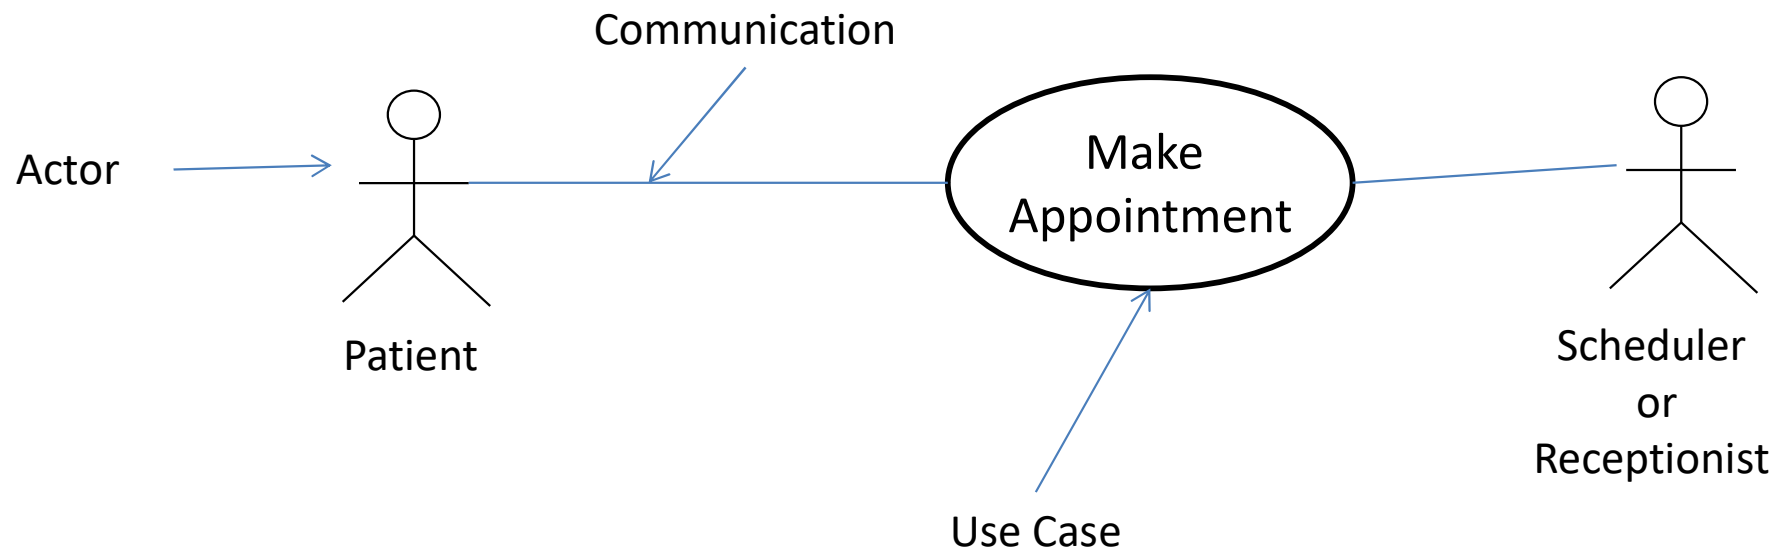 Communication
Actor
Make
Appointment
Patient
Scheduler
or
Receptionist
Use Case